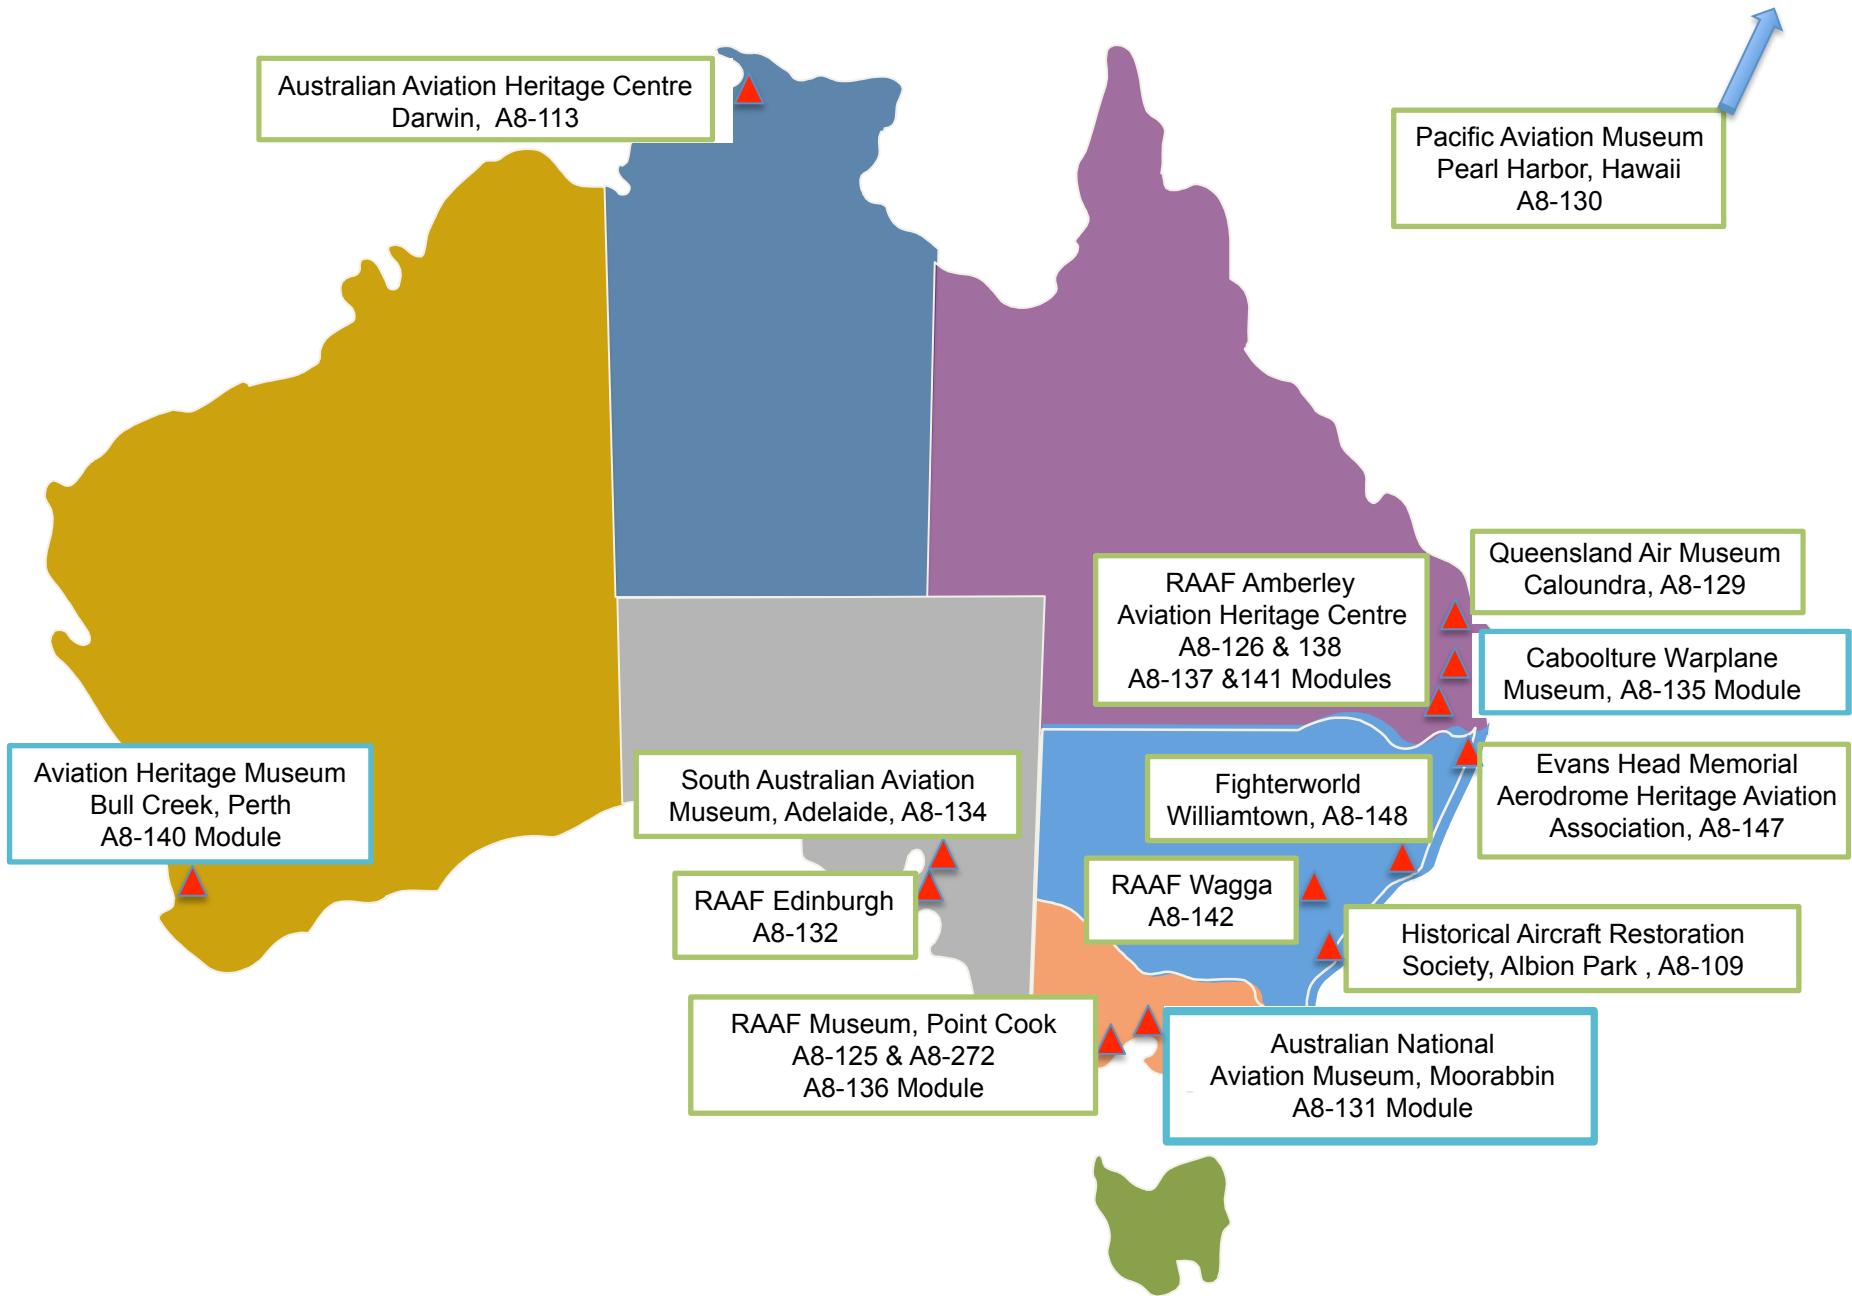 Australian Aviation Heritage Centre
Darwin,  A8-113
Pacific Aviation Museum
Pearl Harbor, Hawaii
A8-130
Queensland Air Museum
Caloundra, A8-129
RAAF Amberley
Aviation Heritage Centre
A8-126 & 138
A8-137 &141 Modules
Caboolture Warplane
Museum, A8-135 Module
Aviation Heritage Museum
Bull Creek, Perth
A8-140 Module
South Australian Aviation
Museum, Adelaide, A8-134
Fighterworld
Williamtown, A8-148
Evans Head Memorial
Aerodrome Heritage Aviation
Association, A8-147
RAAF Edinburgh
A8-132
RAAF Wagga
A8-142
Historical Aircraft Restoration
Society, Albion Park , A8-109
RAAF Museum, Point Cook
A8-125 & A8-272
A8-136 Module
Australian National
Aviation Museum, Moorabbin
A8-131 Module